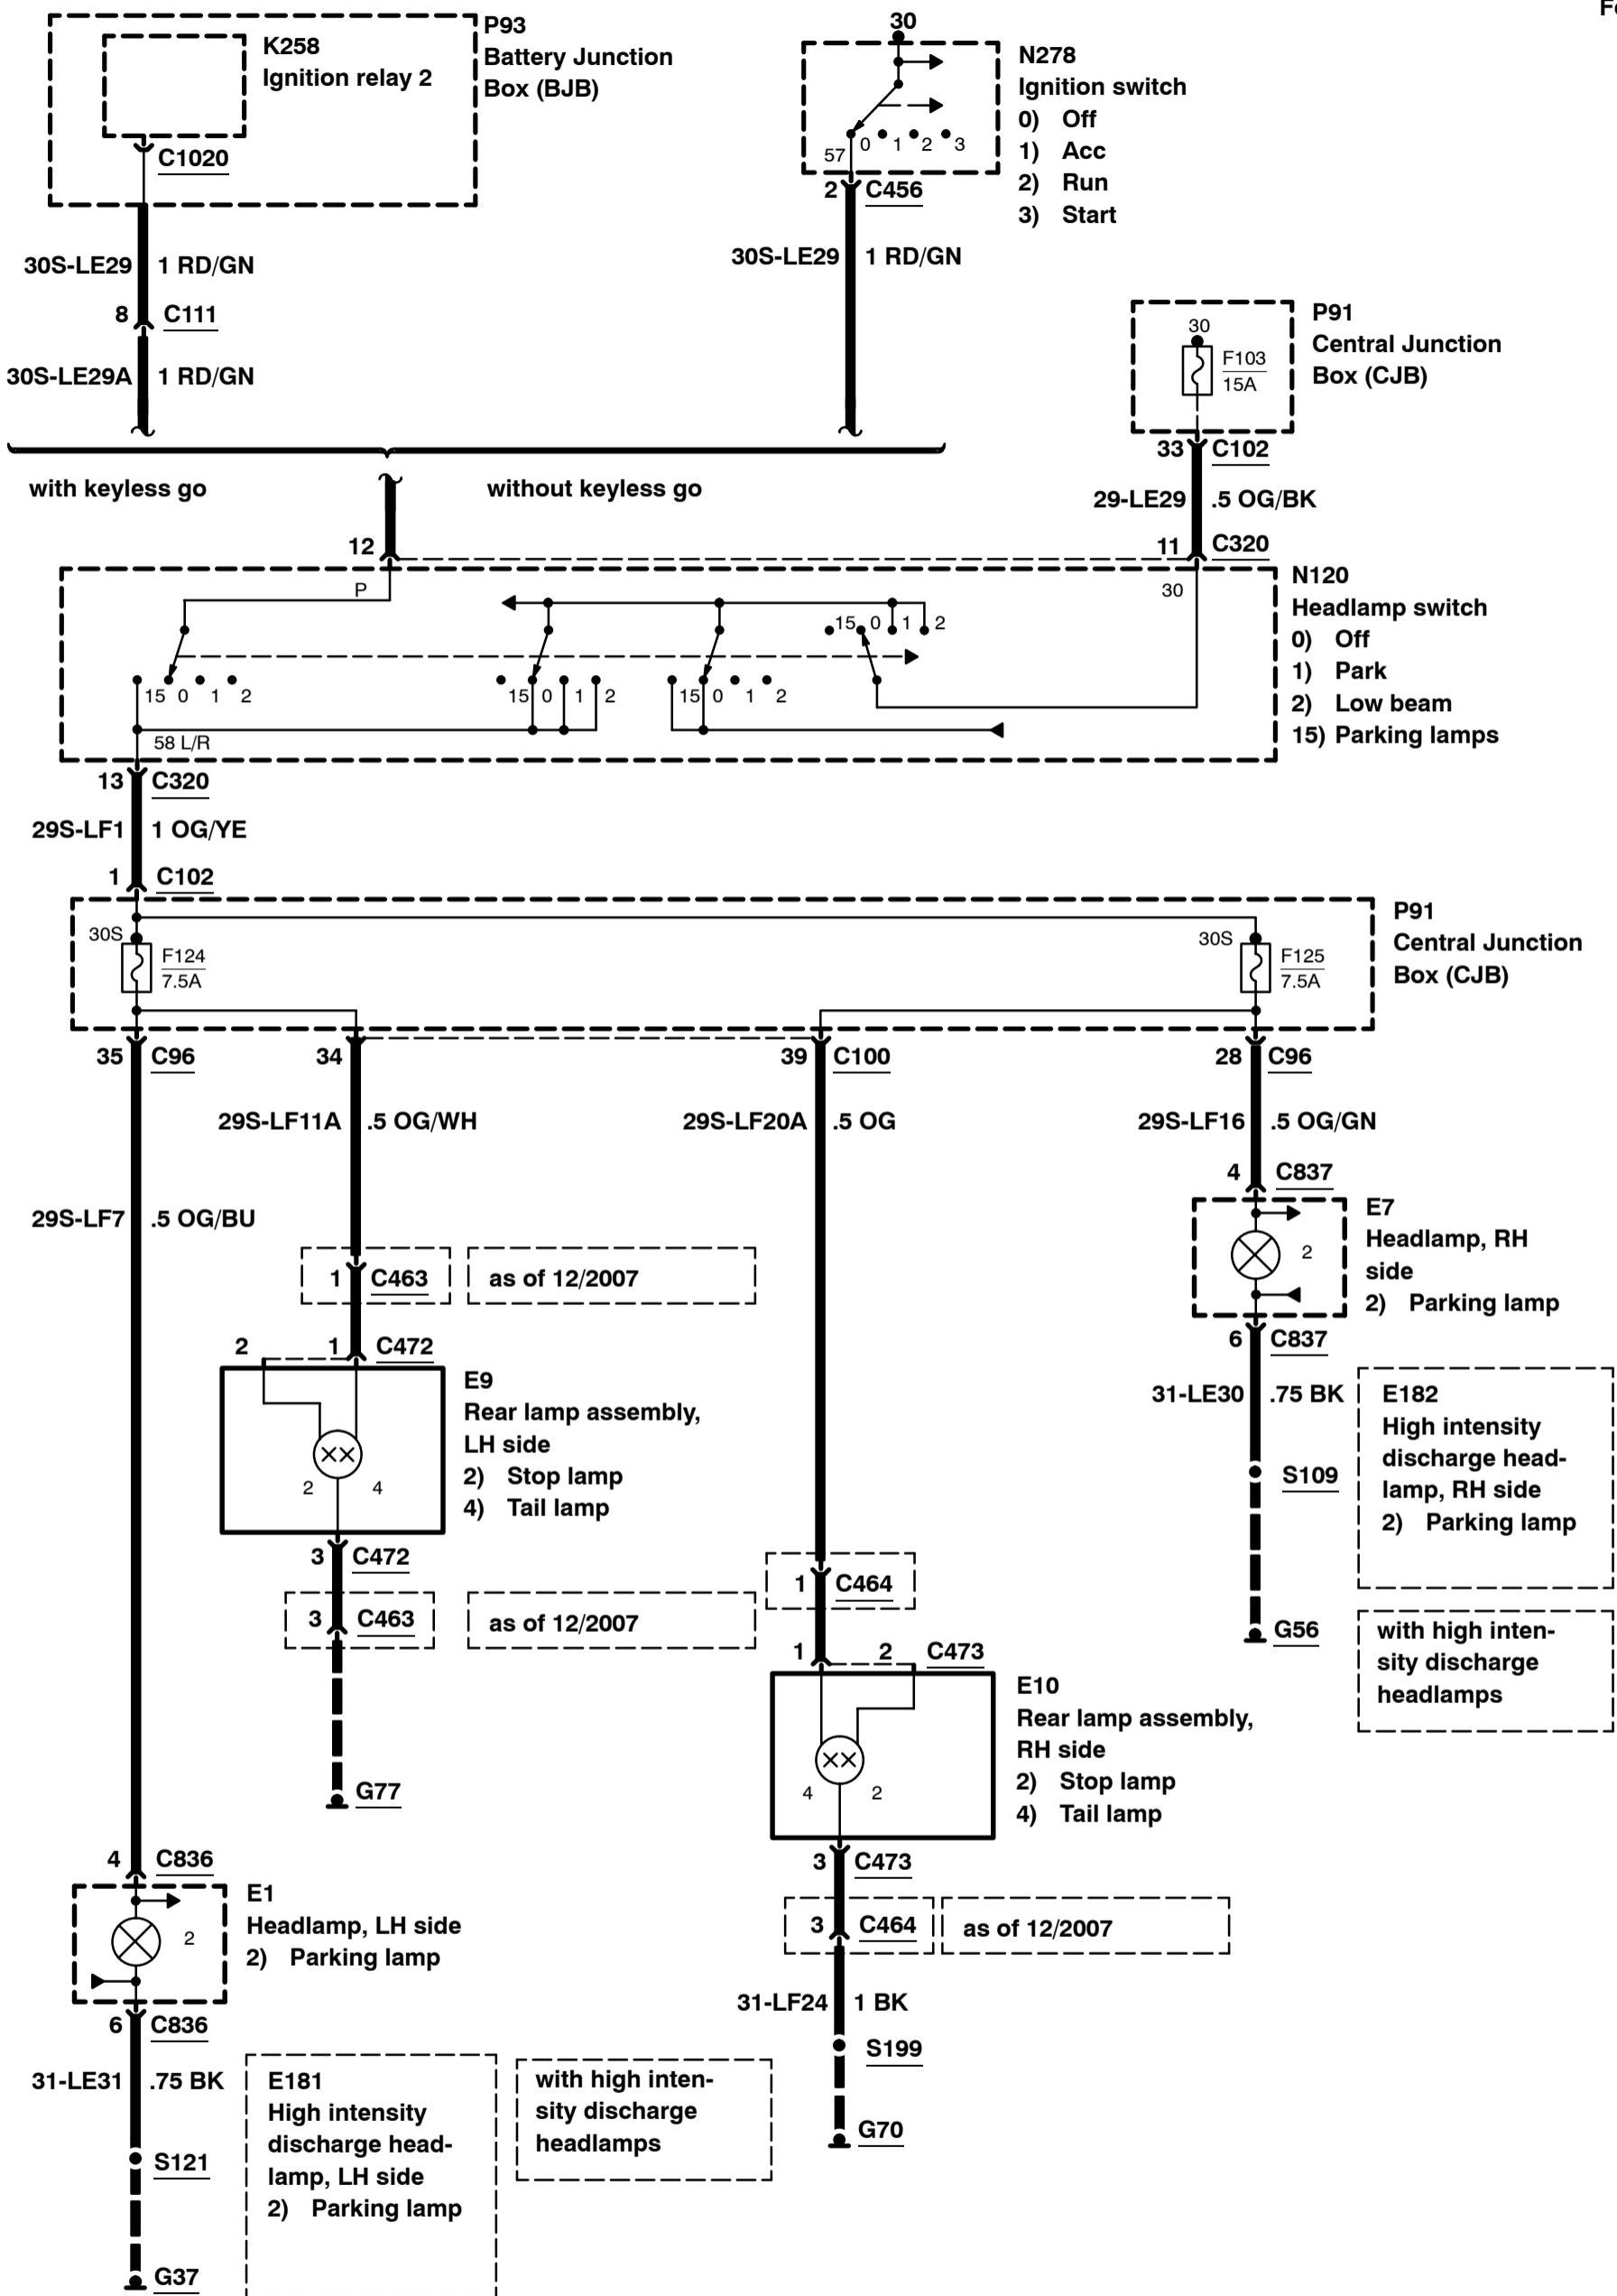 Fo
P93
Battery Junction
Box (BJB)
K258
Ignition relay 2
C1020
30S-LE29 1 RD/GN
8 C111
30S-LE29A 1 RD/GN
30
N278
Ignition switch
0) Off
1) Acc
2) Run
3) Start
57
0 1 2 3
2 C456
30S-LE29 1 RD/GN
P91
Central Junction
Box (CJB)
30
F103
15A
33 C102
29-LE29 .5 OG/BK
with keyless go
without keyless go
12
11 C320
N120
Headlamp switch
0) Off
1) Park
2) Low beam
15) Parking lamps
P
30
15 0 1 2
15 0 1 2
15 0 1 2
15 0 1 2
58 L/R
13 C320
29S-LF1 1 OG/YE
1 C102
P91
Central Junction
Box (CJB)
30S
F124
7.5A
30S
F125
7.5A
35 C96
34
39 C100
28 C96
29S-LF11A .5 OG/WH
29S-LF20A .5 OG
29S-LF16 .5 OG/GN
29S-LF7 .5 OG/BU
4 C837
E7
Headlamp, RH
side
2) Parking lamp
2
6 C837
31-LE30 .75 BK
S109
G56
E182
High intensity
discharge head-
lamp, RH side
2) Parking lamp
with high inten-
sity discharge
headlamps
1 C463
as of 12/2007
2 1 C472
E9
Rear lamp assembly,
LH side
2) Stop lamp
4) Tail lamp
2 4
3 C472
3 C463
as of 12/2007
G77
1 C464
1 2 C473
E10
Rear lamp assembly,
RH side
2) Stop lamp
4) Tail lamp
4 2
3 C473
3 C464
as of 12/2007
31-LF24 1 BK
S199
G70
4 C836
E1
Headlamp, LH side
2) Parking lamp
2
6 C836
31-LE31 .75 BK
S121
G37
E181
High intensity
discharge head-
lamp, LH side
2) Parking lamp
with high inten-
sity discharge
headlamps